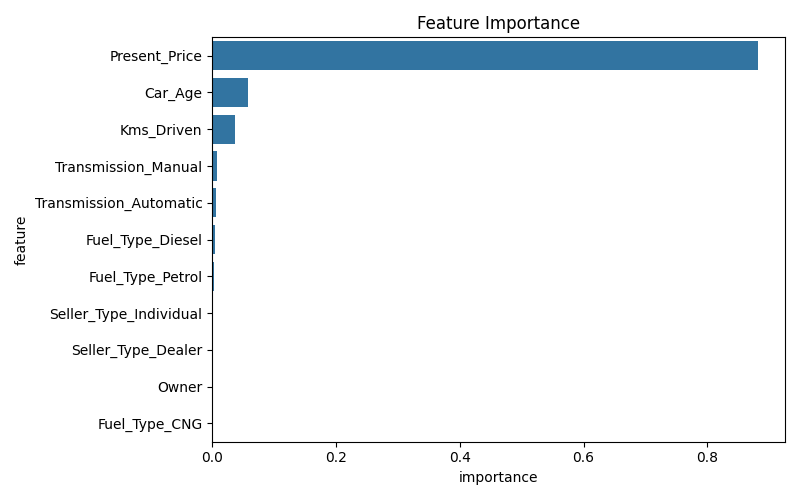 Feature Importance
Present_Price
Car_Age
Kms_Driven
Transmission_Manual
Transmission_Automatic
Fuel_Type_Diesel
Fuel_Type_Petrol
Seller_Type_Individual
Seller_Type_Dealer
Owner
Fuel_Type_CNG
feature
0.0 0.2 0.4 0.6 0.8
importance